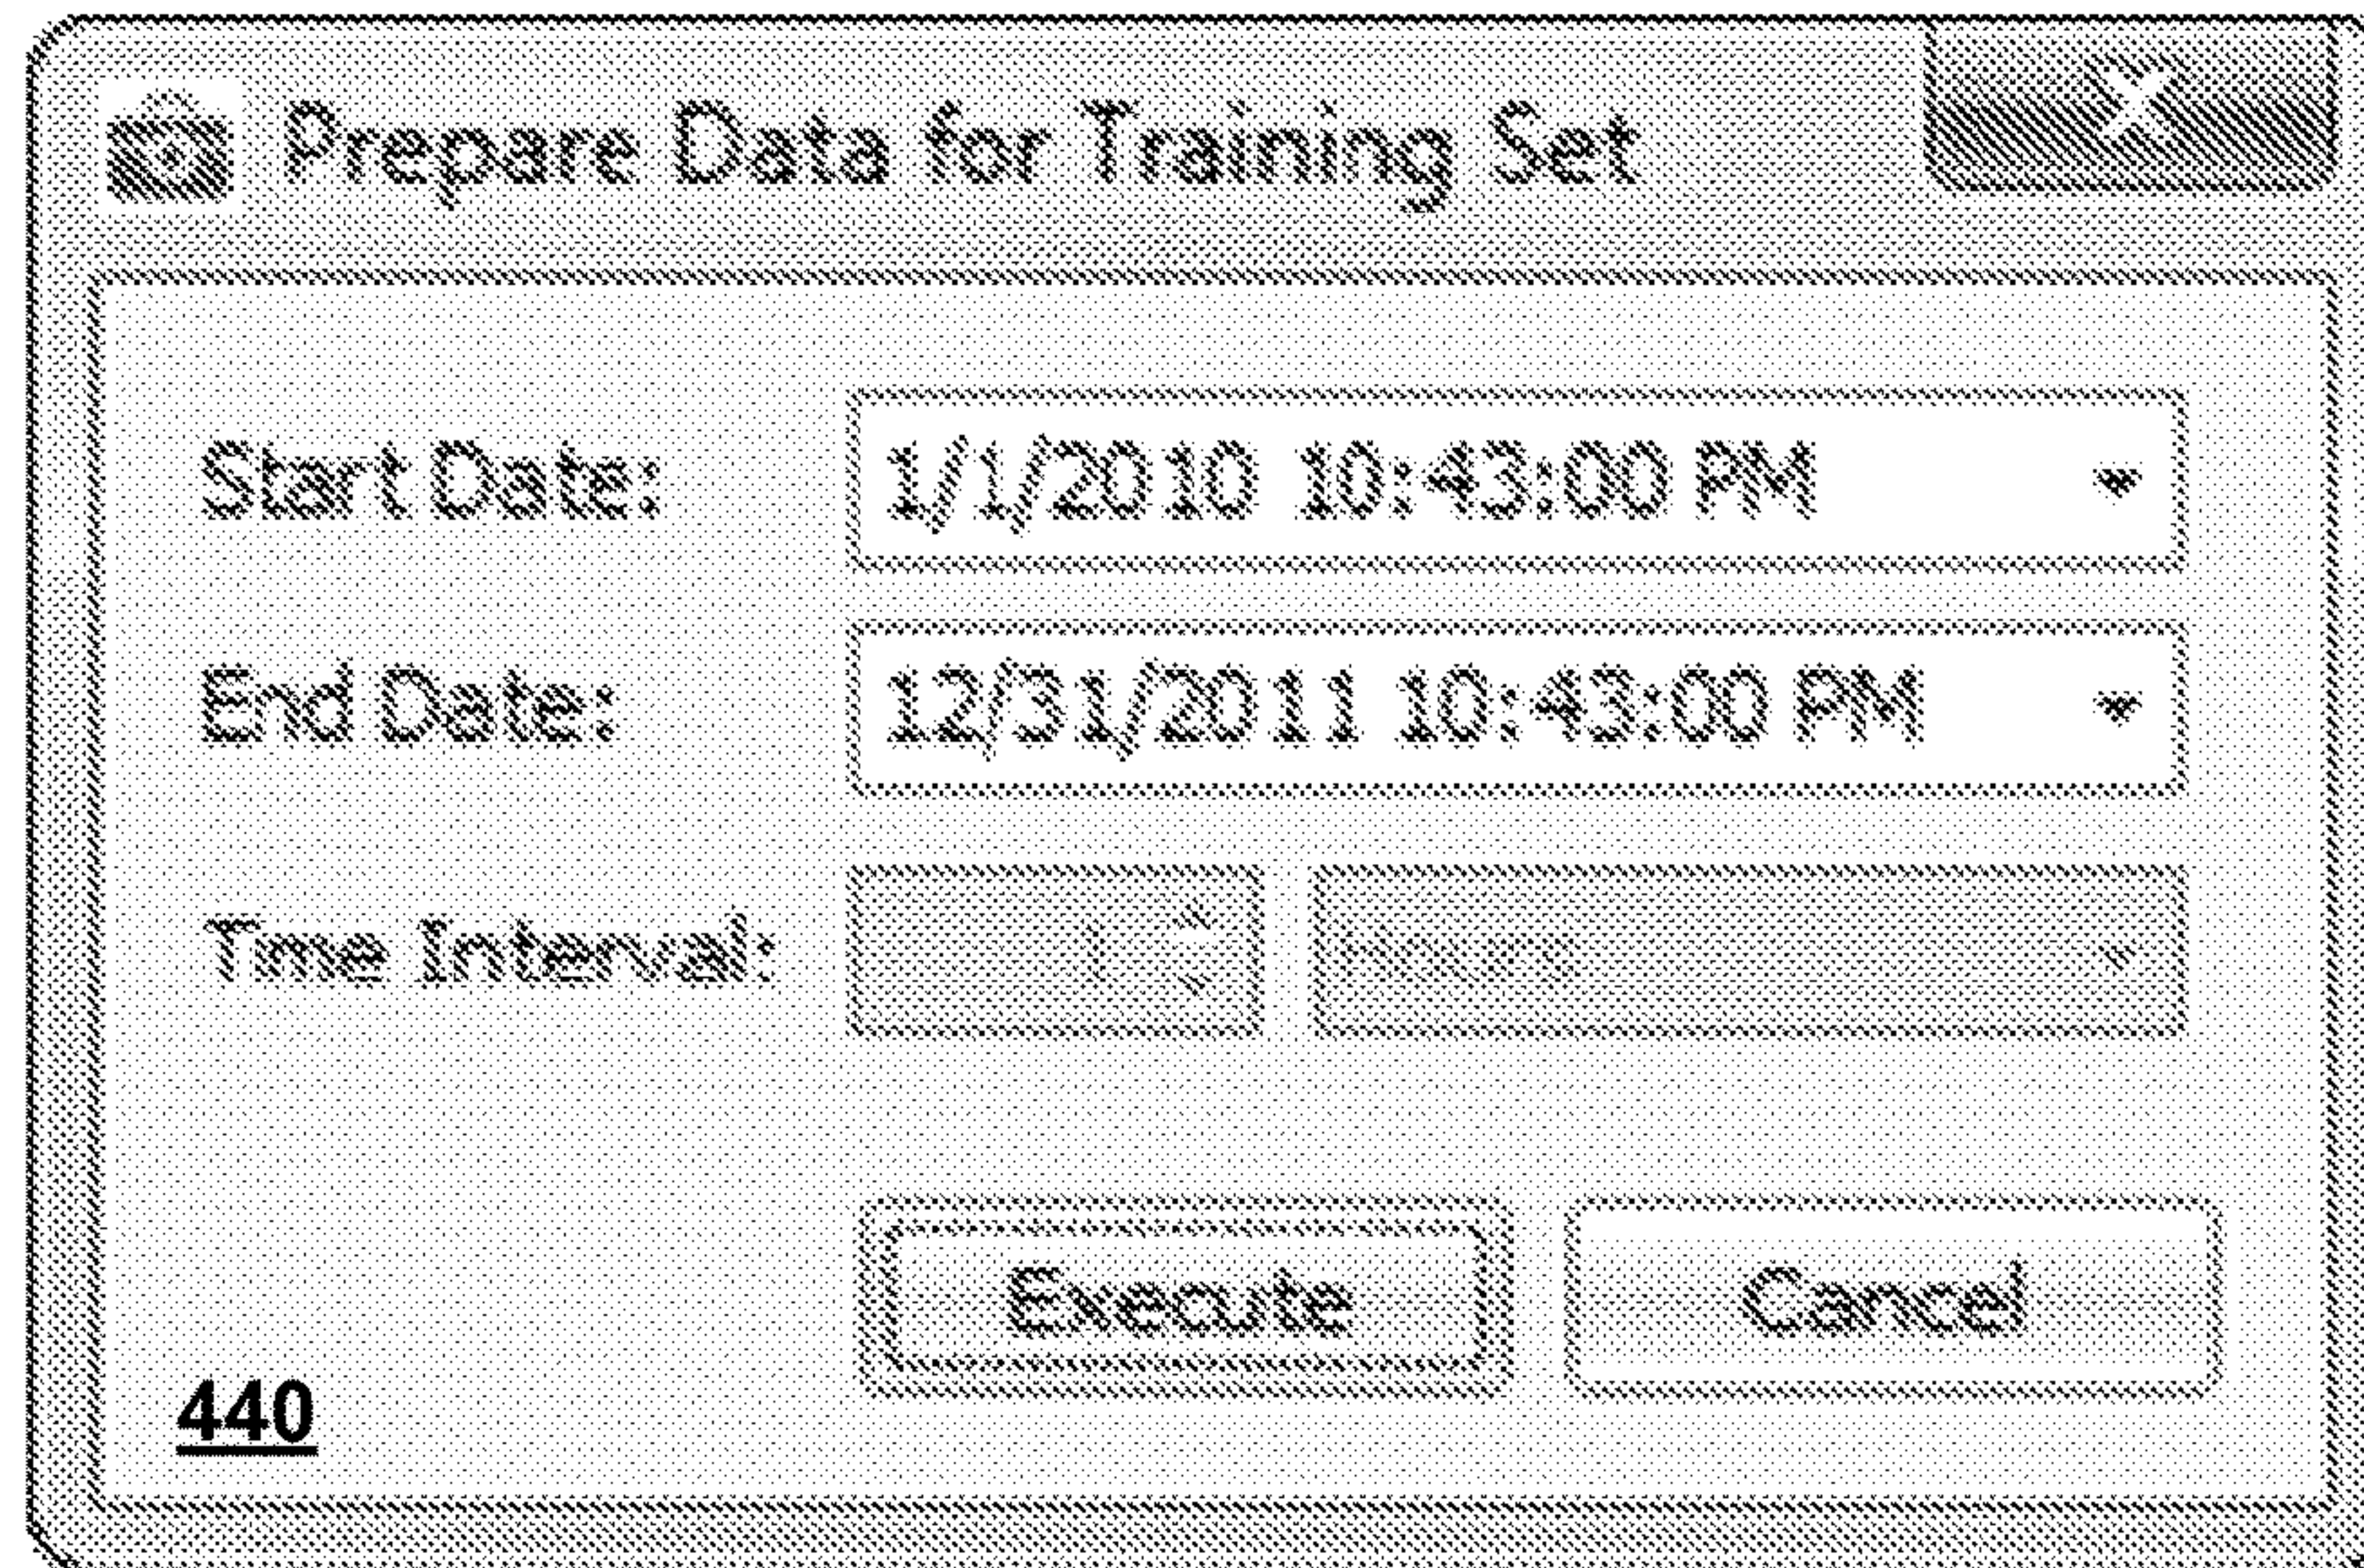 Prepare Data for Training Set
Start Date: 1/1/2010 10:43:00 PM
End Date: 12/31/2011 10:43:00 PM
Time Interval: 1
Execute Cancel
440